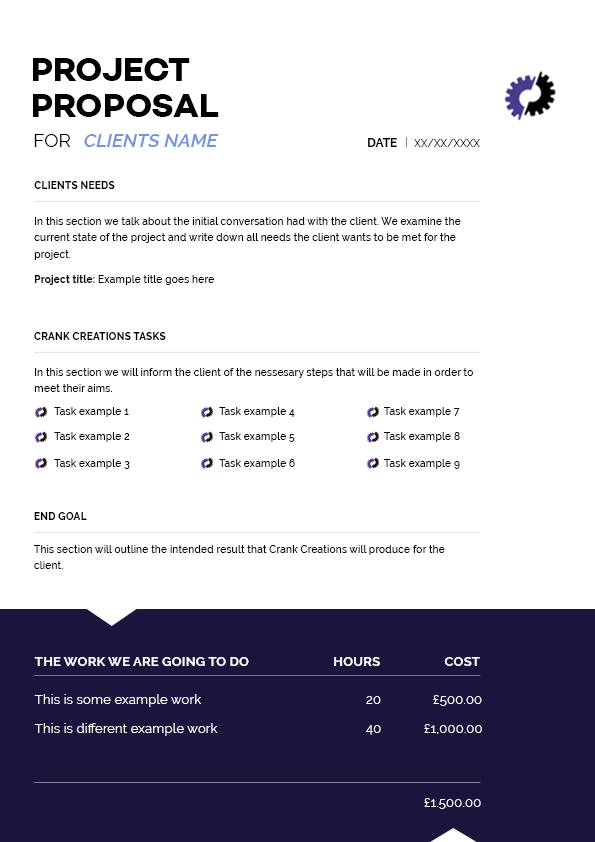 PROJECT
PROPOSAL
FOR CLIENTS NAME
DATE | XX/XX/XXXX
CLIENTS NEEDS
In this section we talk about the initial conversation had with the client. We examine the
current state of the project and write down all needs the client wants to be met for the
project.
Project title: Example title goes here
CRANK CREATIONS TASKS
In this section we will inform the client of the nessesary steps that will be made in order to
meet their aims.
Task example 1 Task example 4 Task example 7
Task example 2 Task example 5 Task example 8
Task example 3 Task example 6 Task example 9
END GOAL
This section will outline the intended result that Crank Creations will produce for the
client.
THE WORK WE ARE GOING TO DO HOURS COST
This is some example work 20 £500.00
This is different example work 40 £1,000.00
£1.500.00